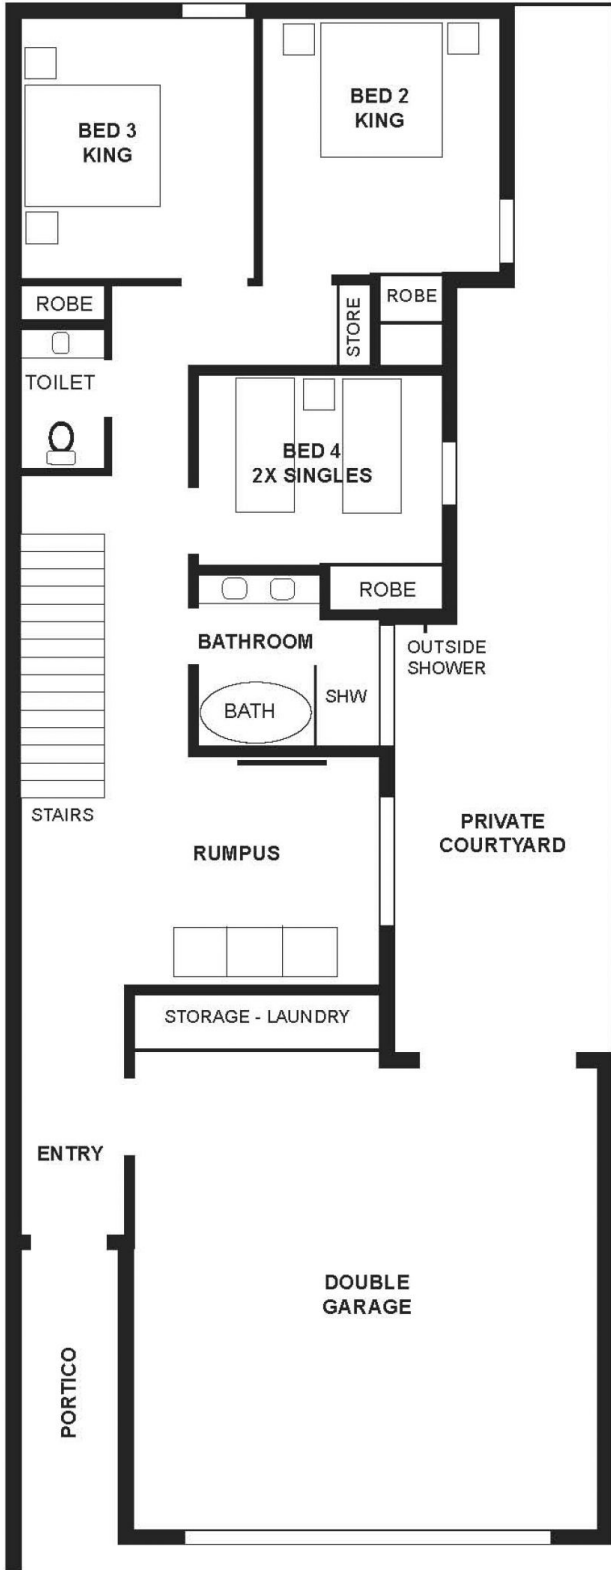 BED 2
KING
BED 3
KING
ROBE
ROBE
STORE
TOILET
BED 4
2X SINGLES
ROBE
BATHROOM
OUTSIDE
SHOWER
SHW
BATH
STAIRS
PRIVATE
COURTYARD
RUMPUS
STORAGE - LAUNDRY
ENTRY
DOUBLE
GARAGE
PORTICO